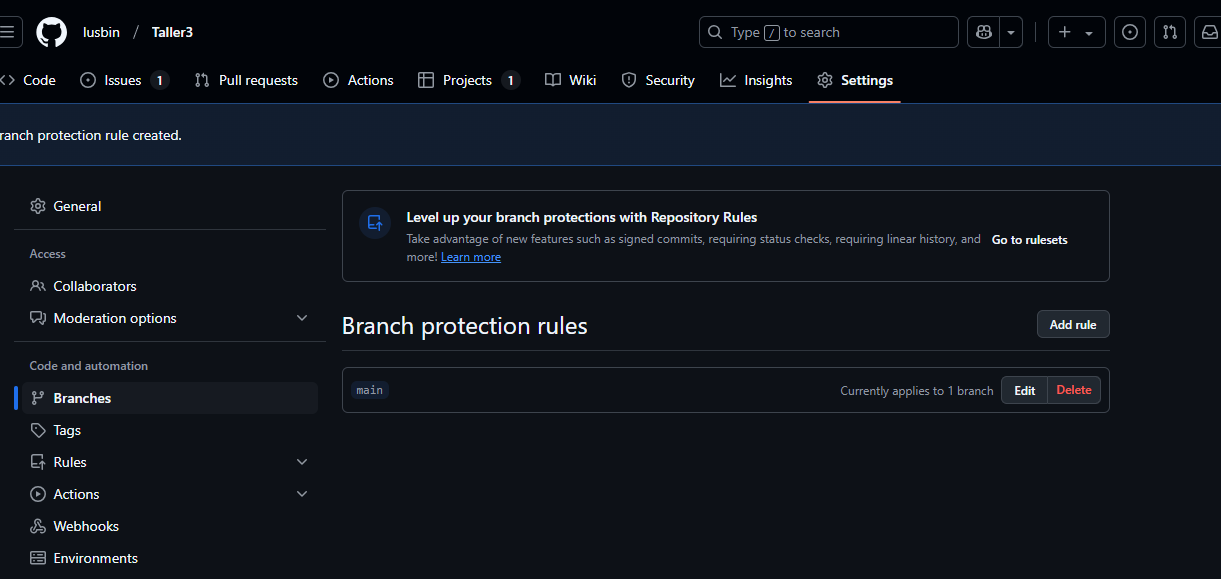 lusbin / Taller3
Type / to search
Code
Issues 1
Pull requests
Actions
Projects 1
Wiki
Security
Insights
Settings
ranch protection rule created.
General
Access
Collaborators
Moderation options
Code and automation
Branches
Tags
Rules
Actions
Webhooks
Environments
Level up your branch protections with Repository Rules
Take advantage of new features such as signed commits, requiring status checks, requiring linear history, and
more! Learn more
Go to rulesets
Branch protection rules
Add rule
main
Currently applies to 1 branch
Edit
Delete